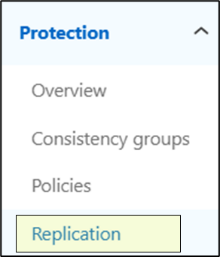 Protection
Overview
Consistency groups
Policies
Replication